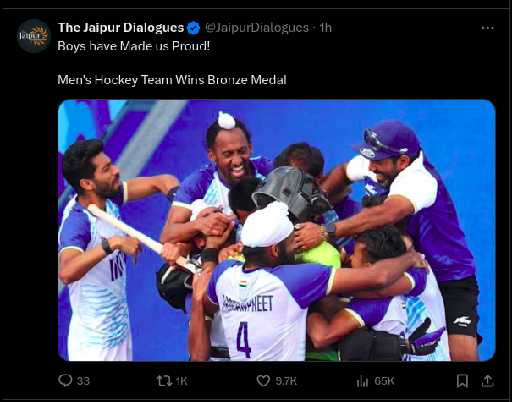 The Jaipur Dialogues @JaipurDialogues · 1h
Boys have Made us Proud!
Men's Hockey Team Wins Bronze Medal
4
33 1K 9.7K 65K